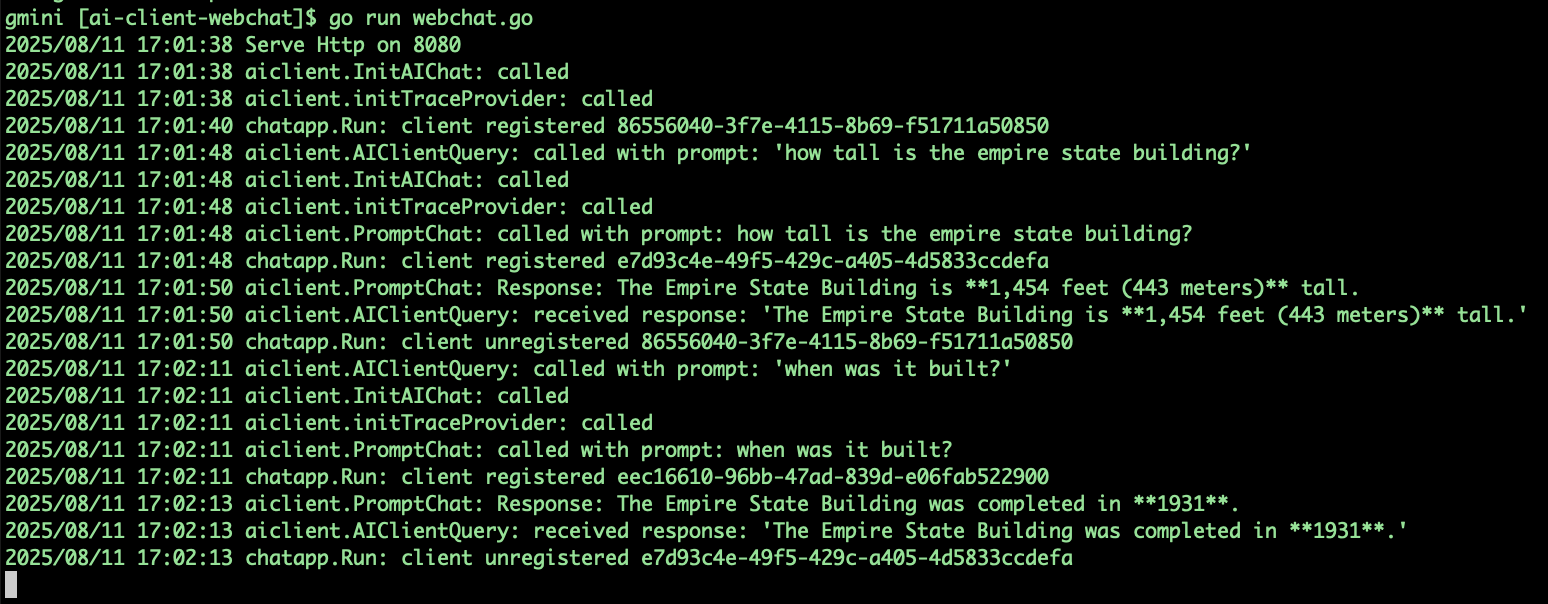 gmini [ai-client-webchat]$ go run webchat.go
2025/08/11 17:01:38 Serve Http on 8080
2025/08/11 17:01:38 aiclient.InitAIChat: called
2025/08/11 17:01:38 aiclient.initTraceProvider: called
2025/08/11 17:01:40 chatapp.Run: client registered 86556040-3f7e-4115-8b69-f51711a50850
2025/08/11 17:01:48 aiclient.AIClientQuery: called with prompt: 'how tall is the empire state building?'
2025/08/11 17:01:48 aiclient.InitAIChat: called
2025/08/11 17:01:48 aiclient.initTraceProvider: called
2025/08/11 17:01:48 aiclient.PromptChat: called with prompt: how tall is the empire state building?
2025/08/11 17:01:48 chatapp.Run: client registered e7d93c4e-49f5-429c-a405-4d5833ccdefa
2025/08/11 17:01:50 aiclient.PromptChat: Response: The Empire State Building is **1,454 feet (443 meters)** tall.
2025/08/11 17:01:50 aiclient.AIClientQuery: received response: 'The Empire State Building is **1,454 feet (443 meters)** tall.'
2025/08/11 17:01:50 chatapp.Run: client unregistered 86556040-3f7e-4115-8b69-f51711a50850
2025/08/11 17:02:11 aiclient.AIClientQuery: called with prompt: 'when was it built?'
2025/08/11 17:02:11 aiclient.InitAIChat: called
2025/08/11 17:02:11 aiclient.initTraceProvider: called
2025/08/11 17:02:11 aiclient.PromptChat: called with prompt: when was it built?
2025/08/11 17:02:11 chatapp.Run: client registered eec16610-96bb-47ad-839d-e06fab522900
2025/08/11 17:02:13 aiclient.PromptChat: Response: The Empire State Building was completed in **1931**.
2025/08/11 17:02:13 aiclient.AIClientQuery: received response: 'The Empire State Building was completed in **1931**.'
2025/08/11 17:02:13 chatapp.Run: client unregistered e7d93c4e-49f5-429c-a405-4d5833ccdefa